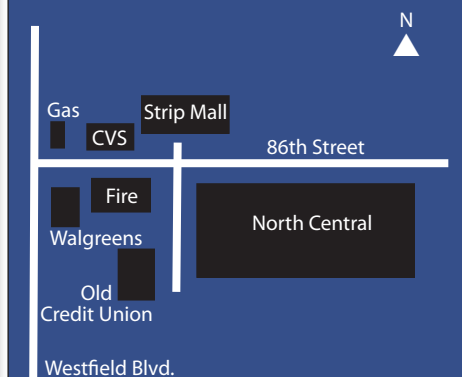 N
Gas
Strip Mall
CVS
86th Street
Fire
North Central
Walgreens
Old
Credit Union
Westfield Blvd.